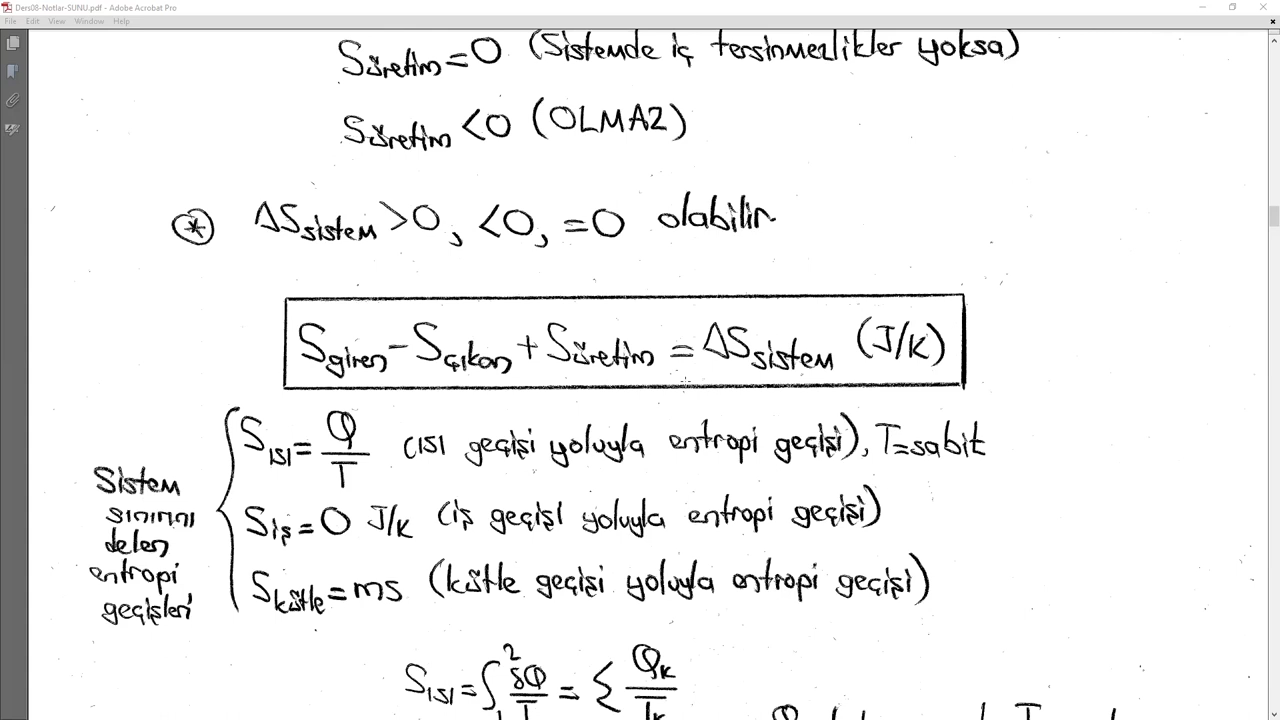 Ders08-Notlar-SUNU.pdf - Adobe Acrobat Pro
File Edit View Window Help
Süretim=0 (Sistemde iç tersinmezlikler yoksa)
Süretim <0 (OLMAZ)
* ΔSsistem >0, <0, =0 olabilir
Sgiren - Sçıkan + Süretim = ΔSsistem (J/K)
Sısı = Q/T (ısı geçişi yoluyla entropi geçişi), T=sabit
Sistem sınırını delen entropi geçişleri
Siş = 0 J/K (iş geçişi yoluyla entropi geçişi)
Skütle = ms (kütle geçişi yoluyla entropi geçişi)
Sısı = ∫₁² δQ/T = Σ Qk/Tk